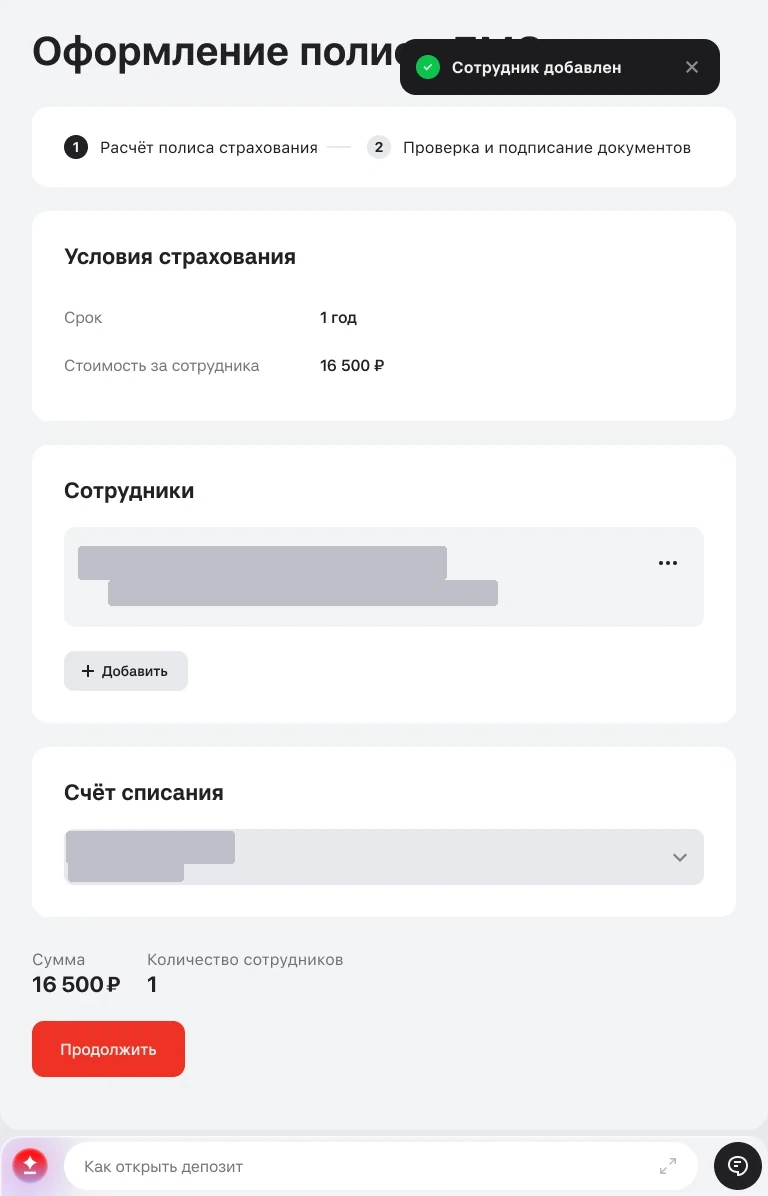 Оформление полиса
Сотрудник добавлен
1 Расчёт полиса страхования
2 Проверка и подписание документов
Условия страхования
Срок 1 год
Стоимость за сотрудника 16 500 ₽
Сотрудники
Добавить
Счёт списания
Сумма Количество сотрудников
16 500 ₽ 1
Продолжить
Как открыть депозит